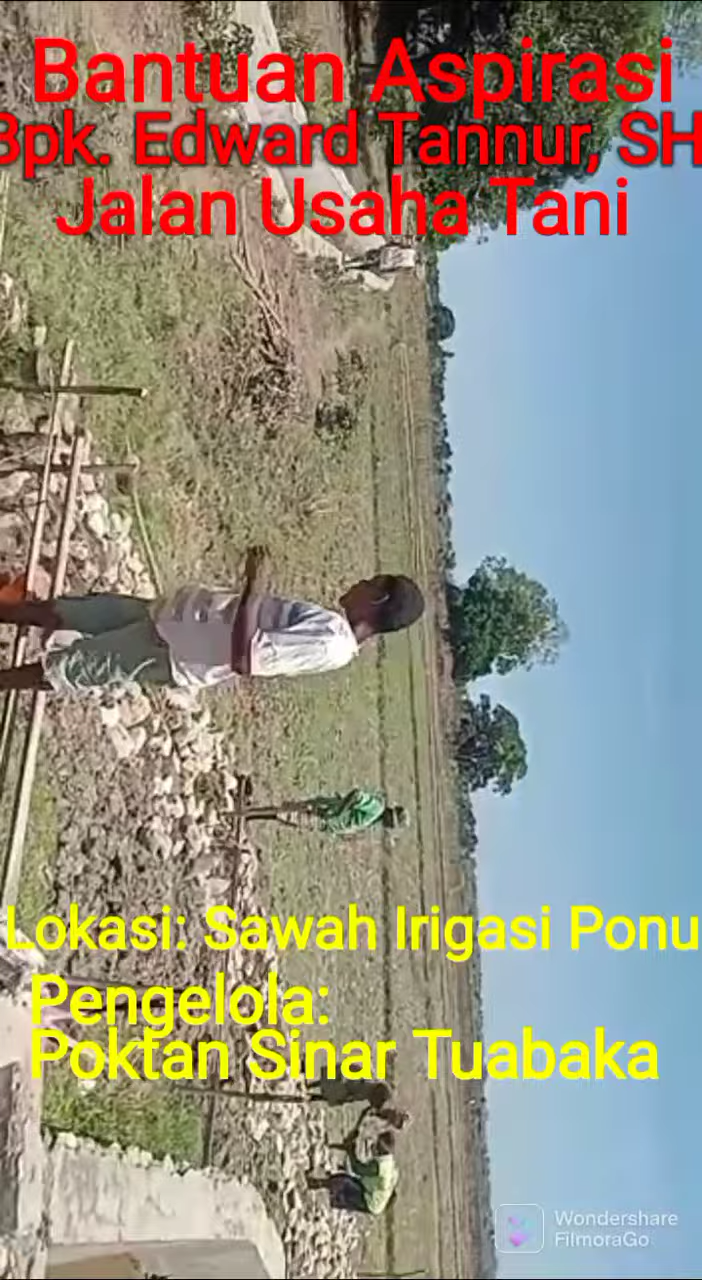 Bantuan Aspirasi
Bpk. Edward Tannur, SH
Jalan Usaha Tani
Lokasi: Sawah Irigasi Ponu
Pengelola:
Poktan Sinar Tuabaka
Wondershare
FilmoraGo